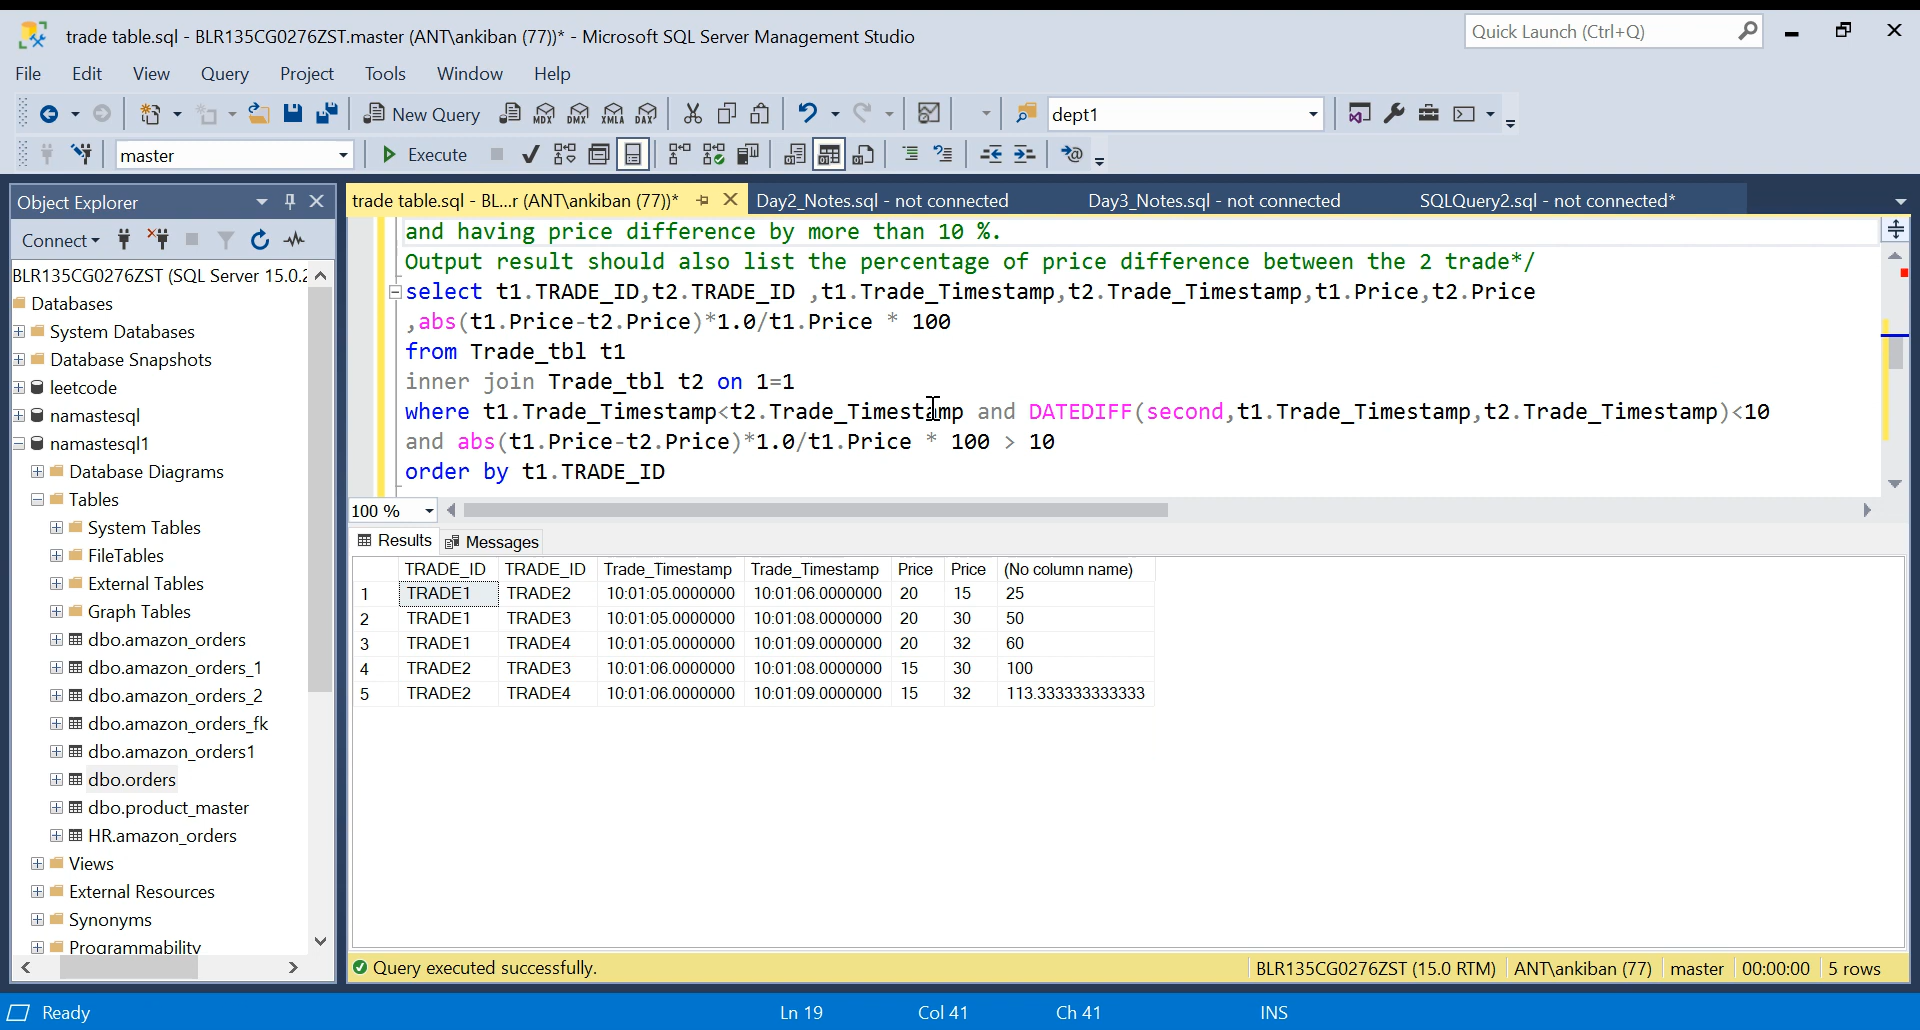 trade table.sql - BLR135CG0276ZST.master (ANT\ankiban (77))* - Microsoft SQL Server Management Studio
Quick Launch (Ctrl+Q)
File Edit View Query Project Tools Window Help
New Query MDX DMX XMLA DAX dept1
master Execute
Object Explorer
trade table.sql - BL...r (ANT\ankiban (77))* Day2_Notes.sql - not connected Day3_Notes.sql - not connected SQLQuery2.sql - not connected*
Connect
BLR135CG0276ZST (SQL Server 15.0.2
Databases
System Databases
Database Snapshots
leetcode
namastesql
namastesql1
Database Diagrams
Tables
System Tables
FileTables
External Tables
Graph Tables
dbo.amazon_orders
dbo.amazon_orders_1
dbo.amazon_orders_2
dbo.amazon_orders_fk
dbo.amazon_orders1
dbo.orders
dbo.product_master
HR.amazon_orders
Views
External Resources
Synonyms
Programmability
and having price difference by more than 10 %.
Output result should also list the percentage of price difference between the 2 trade*/
select t1.TRADE_ID,t2.TRADE_ID ,t1.Trade_Timestamp,t2.Trade_Timestamp,t1.Price,t2.Price
,abs(t1.Price-t2.Price)*1.0/t1.Price * 100
from Trade_tbl t1
inner join Trade_tbl t2 on 1=1
where t1.Trade_Timestamp<t2.Trade_Timestamp and DATEDIFF(second,t1.Trade_Timestamp,t2.Trade_Timestamp)<10
and abs(t1.Price-t2.Price)*1.0/t1.Price * 100 > 10
order by t1.TRADE_ID
100 %
Results Messages
TRADE_ID TRADE_ID Trade_Timestamp Trade_Timestamp Price Price (No column name)
1 TRADE1 TRADE2 10:01:05.0000000 10:01:06.0000000 20 15 25
2 TRADE1 TRADE3 10:01:05.0000000 10:01:08.0000000 20 30 50
3 TRADE1 TRADE4 10:01:05.0000000 10:01:09.0000000 20 32 60
4 TRADE2 TRADE3 10:01:06.0000000 10:01:08.0000000 15 30 100
5 TRADE2 TRADE4 10:01:06.0000000 10:01:09.0000000 15 32 113.333333333333
Query executed successfully. BLR135CG0276ZST (15.0 RTM) ANT\ankiban (77) master 00:00:00 5 rows
Ready Ln 19 Col 41 Ch 41 INS